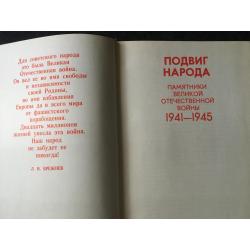 Для советского народа
это была Великая
Отечественная война.
Он вел ее во имя свободы
и независимости
своей Родины,
во имя избавления
Европы да и всего мира
от фашистского
порабощения.
Двадцать миллионов
жизней унесла эта война.
Наш народ
не забудет ее
никогда!
Л. И. БРЕЖНЕВ
ПОДВИГ
НАРОДА
ПАМЯТНИКИ
ВЕЛИКОЙ
ОТЕЧЕСТВЕННОЙ
ВОЙНЫ
1941—1945